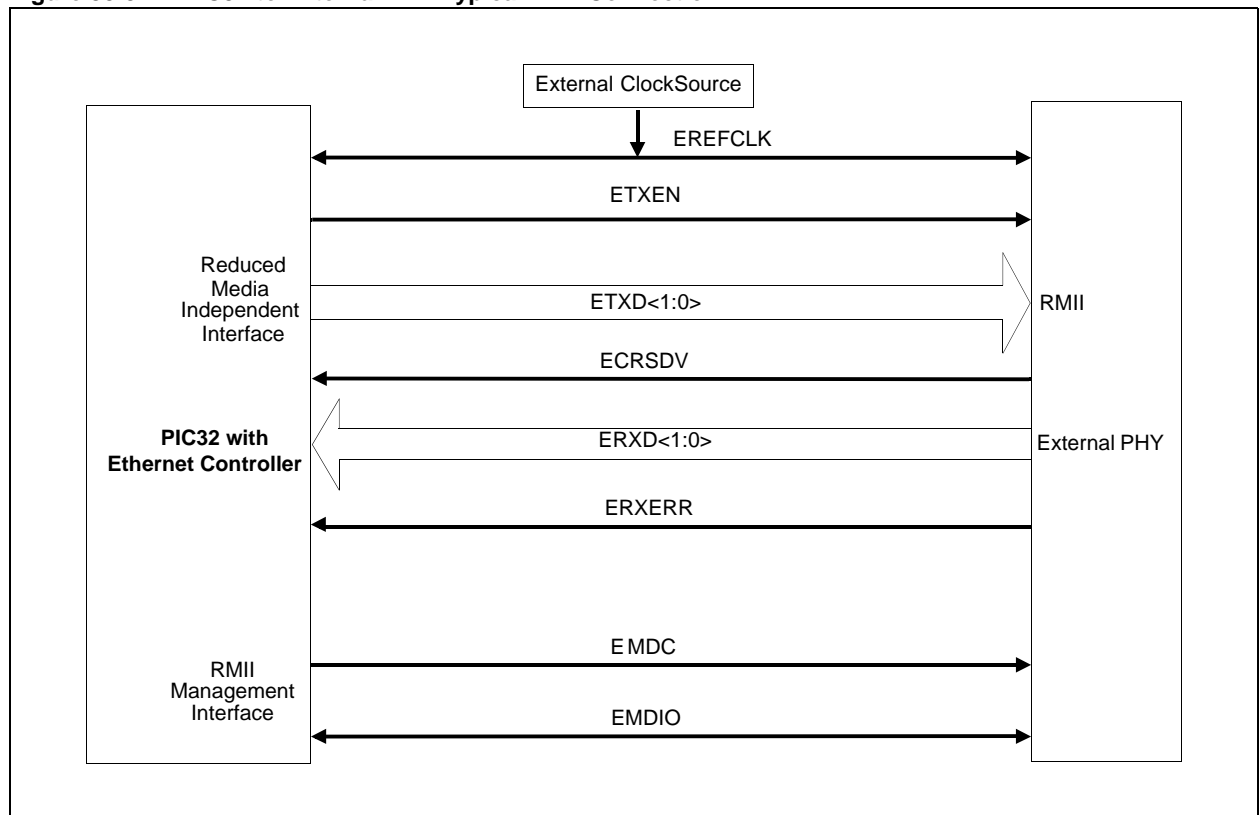 External ClockSource
EREFCLK
ETXEN
Reduced
Media
Independent
Interface
ETXD<1:0>
RMII
ECRSDV
PIC32 with
Ethernet Controller
ERXD<1:0>
External PHY
ERXERR
EMDC
RMII
Management
Interface
EMDIO